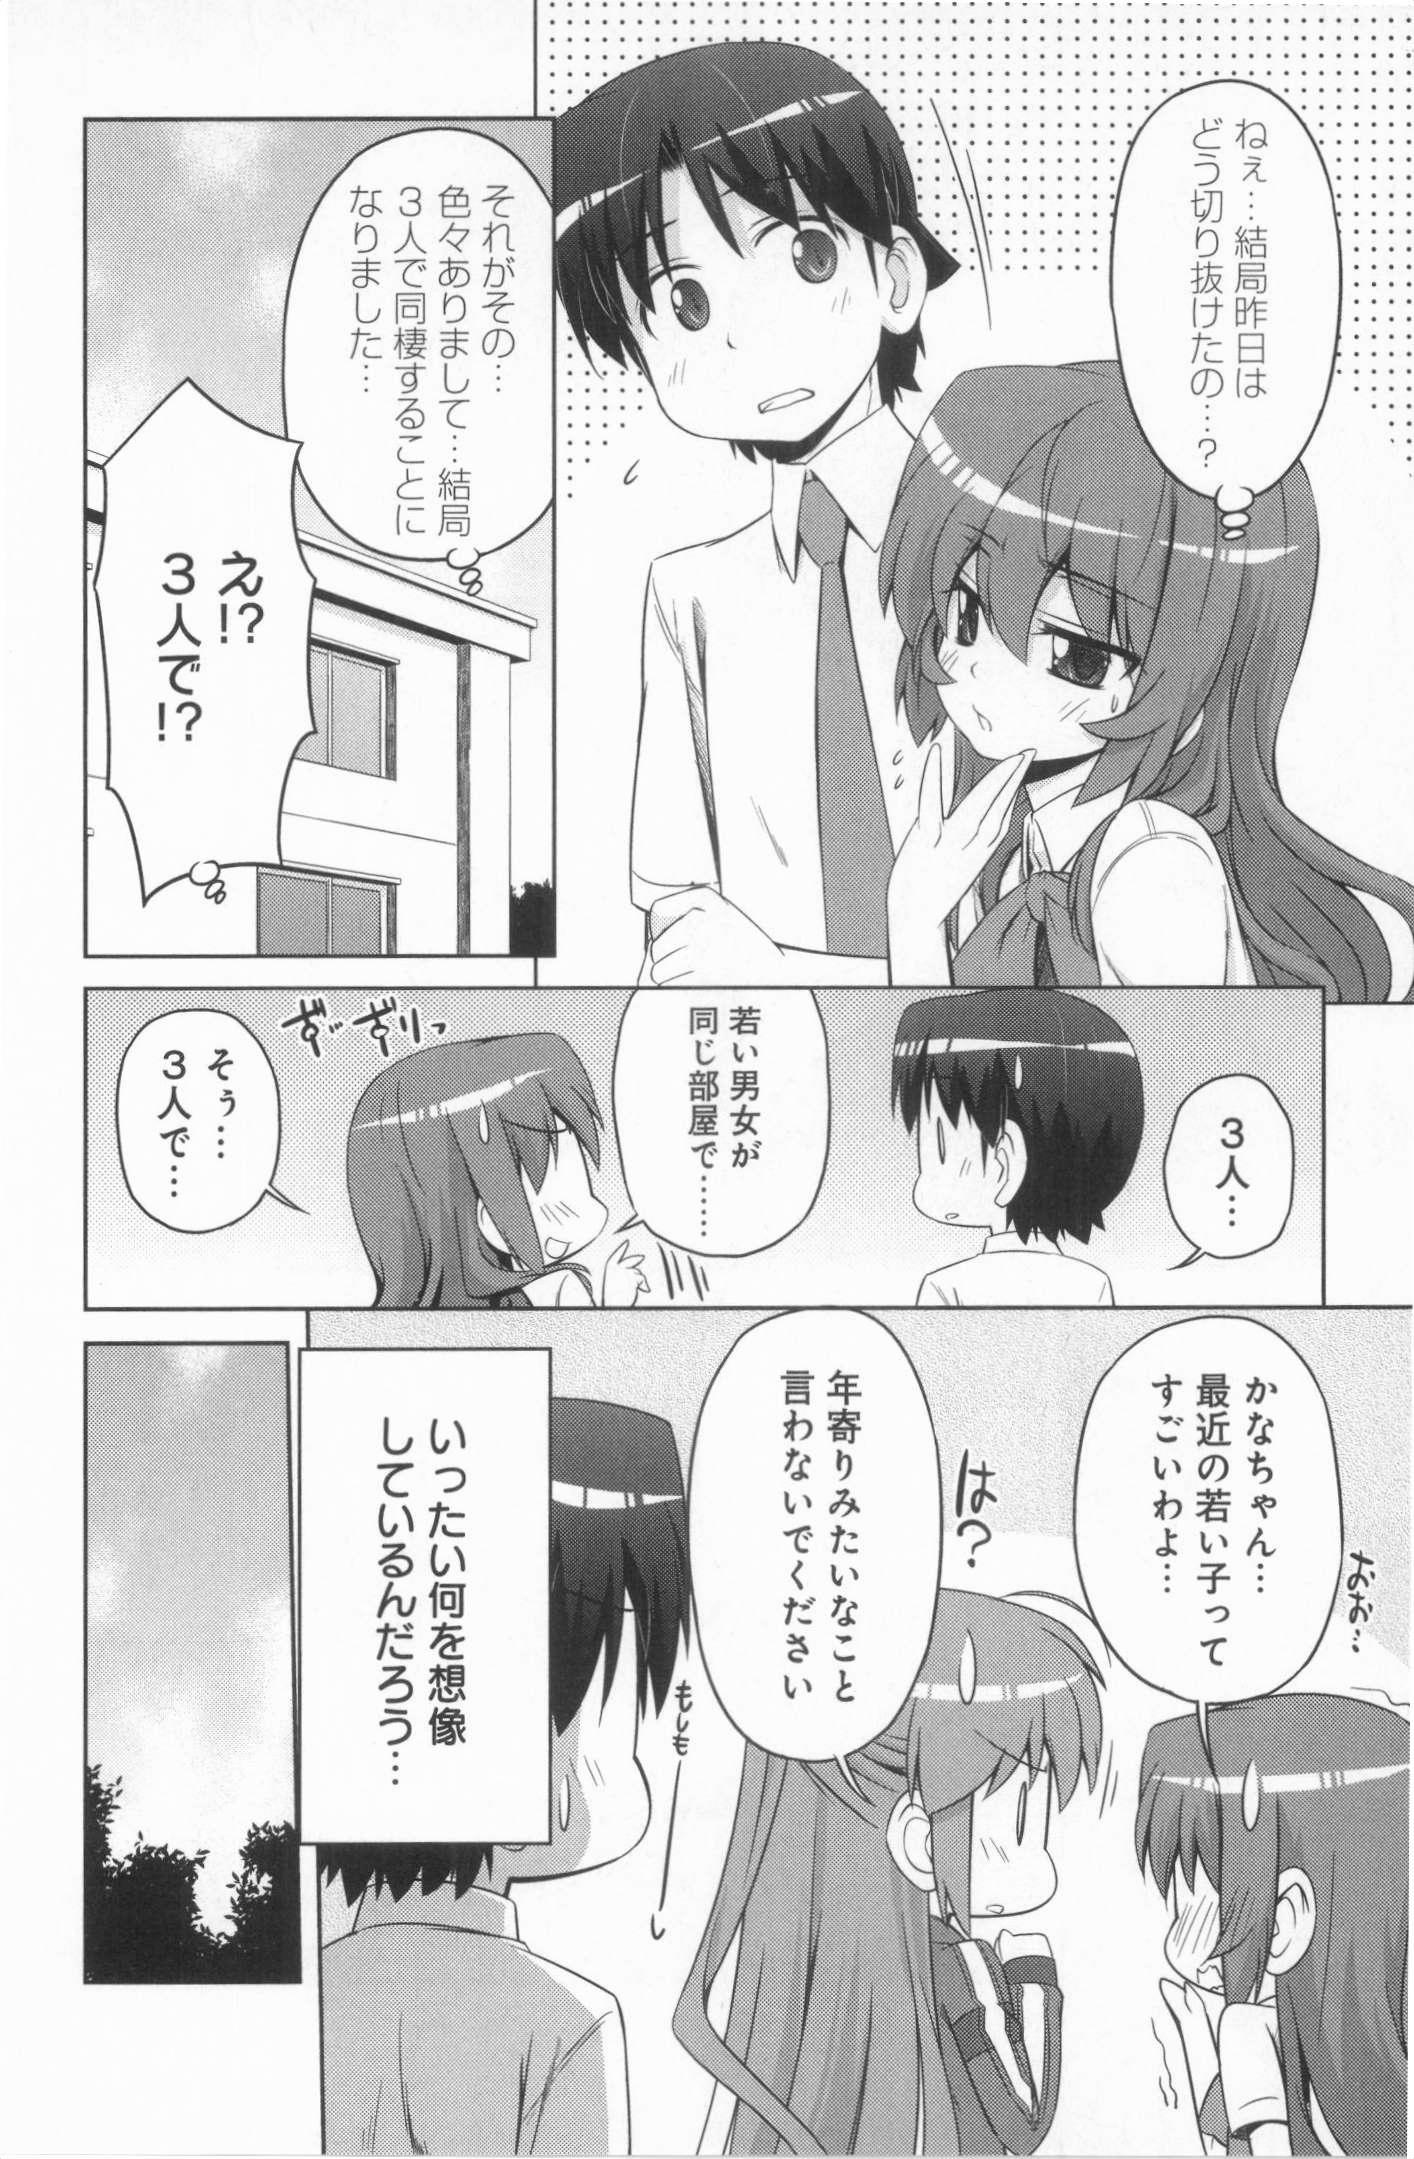 ねぇ…結局昨日は
どう切り抜けたの…?
それがその…
色々ありまして…結局
3人で同棲することに
なりました…
え!?
3人で!?
3人…
若い男女が
同じ部屋で……
ざわざわっ
そぅ…
3人で…
かなちゃん…
最近の若い子って
すごいわよ…
おお…
は?
年寄りみたいなこと
言わないでください
もしも
いったい何を想像
しているんだろう…